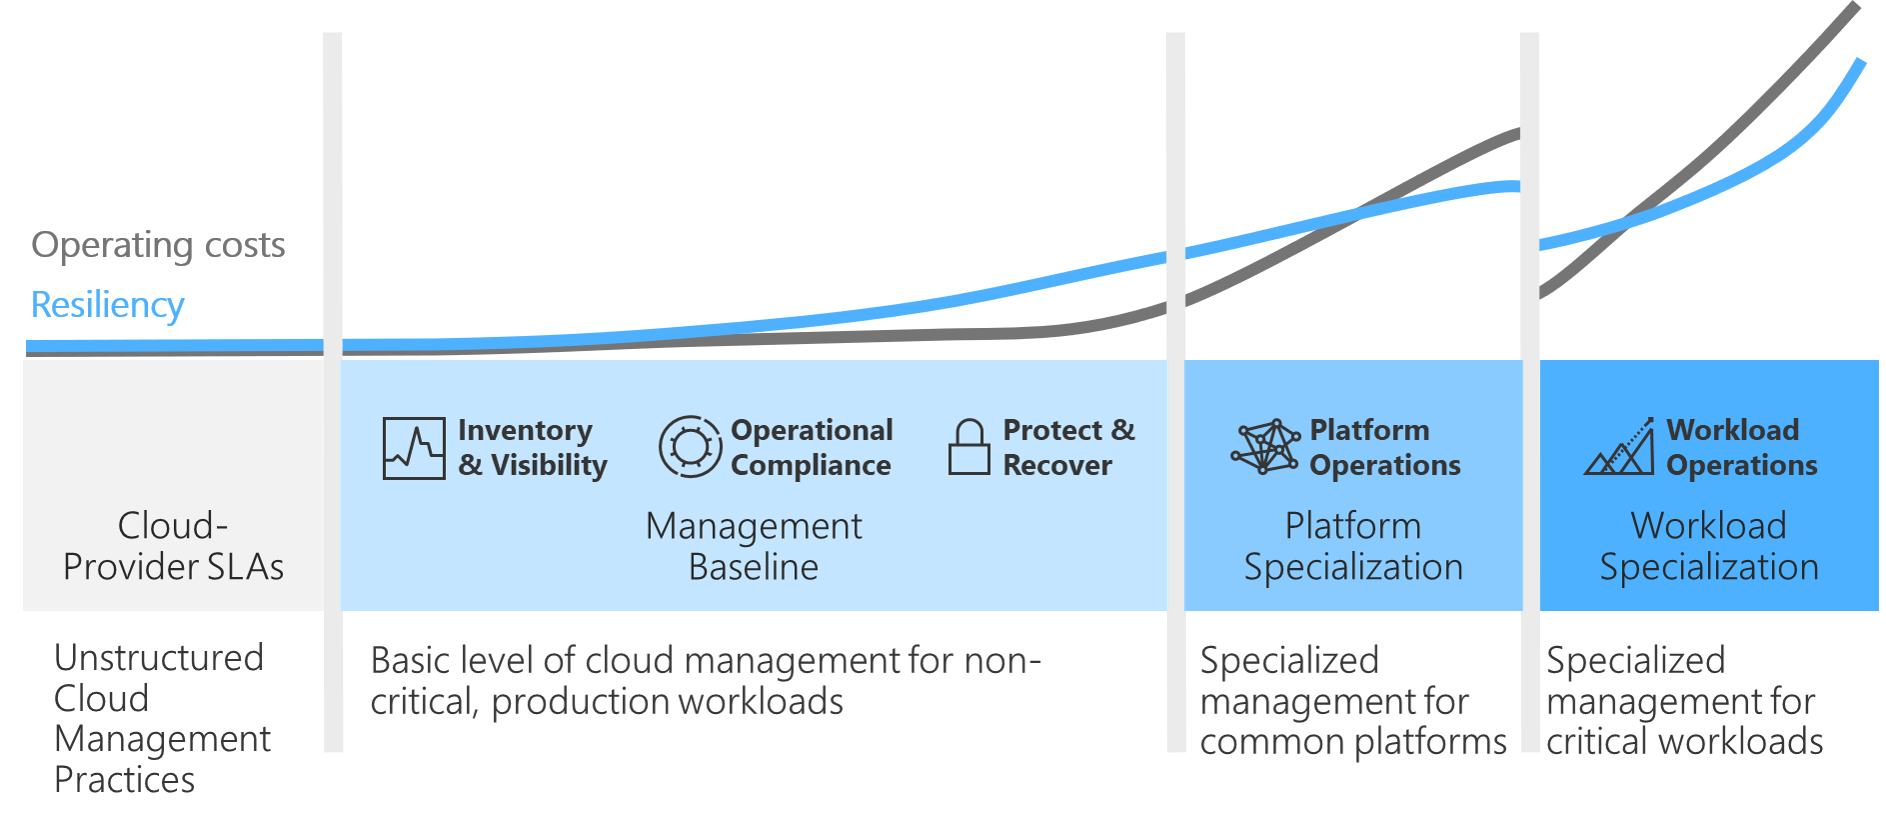 Operating costs
Resiliency
Inventory
& Visibility
Operational
Compliance
Protect &
Recover
Platform
Operations
Workload
Operations
Cloud-
Provider SLAs
Management
Baseline
Platform
Specialization
Workload
Specialization
Unstructured
Cloud
Management
Practices
Basic level of cloud management for non-
critical, production workloads
Specialized
management for
common platforms
Specialized
management for
critical workloads